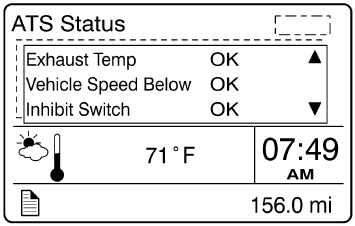 ATS Status
Exhaust Temp OK
Vehicle Speed Below OK
Inhibit Switch OK
71°F
07:49
AM
156.0 mi